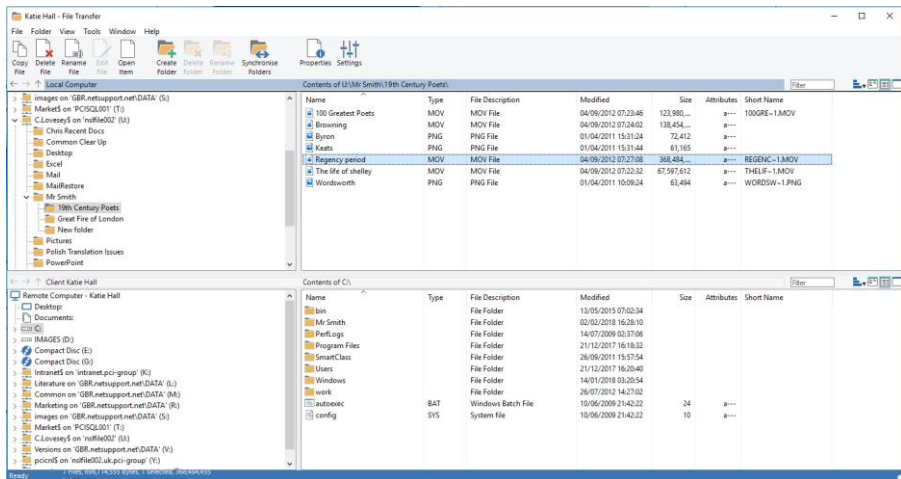 Katie Hall - File Transfer
File Folder View Tools Window Help
Copy File
Delete File
Rename File
Edit File
Open Item
Create Folder
Delete Folder
Rename Folder
Synchronise Folders
Properties
Settings
Local Computer
Contents of U:\Mr Smith\19th Century Poets\
Filter
images on 'GBR.netsupport.net\DATA' (S:)
Market$ on 'PCISQL001' (T:)
C.Lovesey$ on 'nslfile002' (U:)
Chris Recent Docs
Common Clear Up
Desktop
Excel
Mail
MailRestore
Mr Smith
19th Century Poets
Great Fire of London
New folder
Pictures
Polish Translation Issues
PowerPoint
Name Type File Description Modified Size Attributes Short Name
100 Greatest Poets MOV MOV File 04/09/2012 07:23:46 123,980,... a--- 100GRE~1.MOV
Browning MOV MOV File 04/09/2012 07:24:02 138,454,... a---
Byron PNG PNG File 01/04/2011 15:31:24 72,412 a---
Keats PNG PNG File 01/04/2011 15:31:44 61,165 a---
Regency period MOV MOV File 04/09/2012 07:27:08 368,484,... a--- REGENC~1.MOV
The life of shelley MOV MOV File 04/09/2012 07:22:32 67,597,612 a--- THELIF~1.MOV
Wordsworth PNG PNG File 01/04/2011 10:09:24 63,494 a--- WORDSW~1.PNG
Client Katie Hall
Contents of C:\
Filter
Remote Computer - Katie Hall
Desktop:
Documents:
C:
IMAGES (D:)
Compact Disc (E:)
Compact Disc (G:)
Intranet$ on 'intranet.pci-group' (K:)
Literature on 'GBR.netsupport.net\DATA' (L:)
Common on 'GBR.netsupport.net\DATA' (M:)
Marketing on 'GBR.netsupport.net\DATA' (R:)
images on 'GBR.netsupport.net\DATA' (S:)
Market$ on 'PCISQL001' (T:)
C.Lovesey$ on 'nslfile002' (U:)
Versions on 'GBR.netsupport.net\DATA' (V:)
pcicnl$ on 'nslfile002.uk.pci-group' (Y:)
Name Type File Description Modified Size Attributes Short Name
bin File Folder 13/05/2015 07:02:34
Mr Smith File Folder 02/02/2018 16:28:10
PerfLogs File Folder 14/07/2009 02:37:06
Program Files File Folder 21/12/2017 16:18:32
SmartClass File Folder 26/09/2011 15:57:54
Users File Folder 21/12/2017 16:20:40
Windows File Folder 14/01/2018 03:20:54
work File Folder 26/07/2012 14:27:02
autoexec BAT Windows Batch File 10/06/2009 21:42:22 24 a---
config SYS System file 10/06/2009 21:42:22 10 a---
Ready